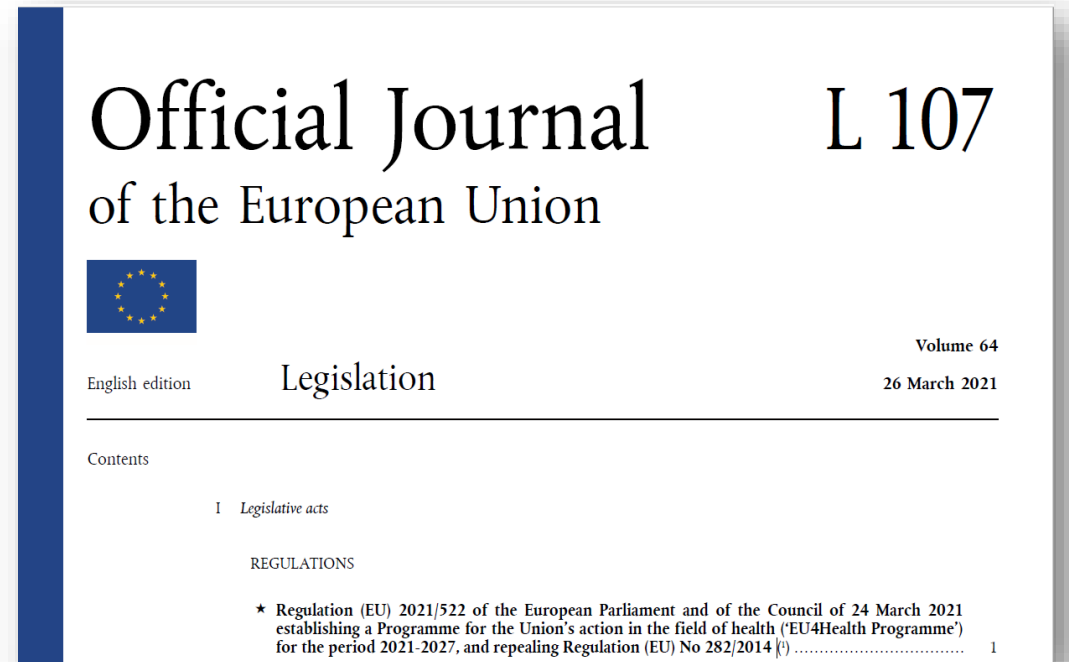 Official Journal L 107
of the European Union
Volume 64
English edition Legislation 26 March 2021
Contents
I Legislative acts
REGULATIONS
★ Regulation (EU) 2021/522 of the European Parliament and of the Council of 24 March 2021
establishing a Programme for the Union’s action in the field of health (‘EU4Health Programme’)
for the period 2021-2027, and repealing Regulation (EU) No 282/2014 (¹) ................................. 1